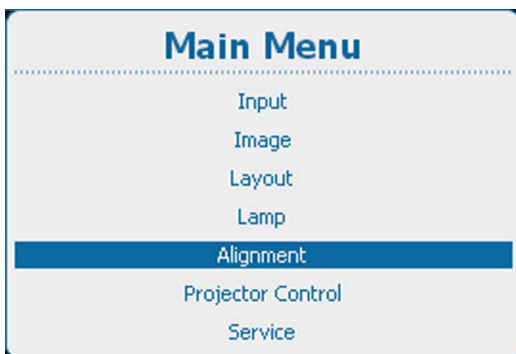 Main Menu
Input
Image
Layout
Lamp
Alignment
Projector Control
Service